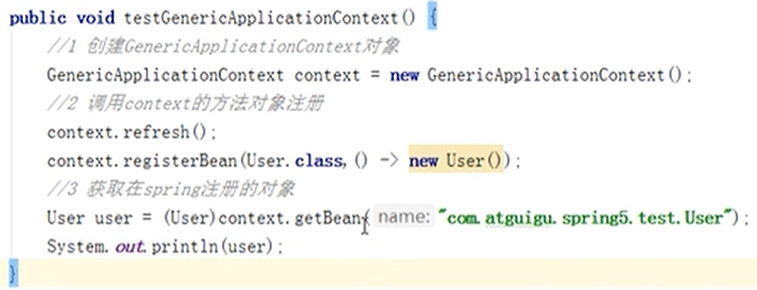 public void testGenericApplicationContext() {
//1 创建GenericApplicationContext对象
GenericApplicationContext context = new GenericApplicationContext();
//2 调用context的方法对象注册
context.refresh();
context.registerBean(User.class,() -> new User());
//3 获取在spring注册的对象
User user = (User)context.getBean( name: "com.atguigu.spring5.test.User");
System.out.println(user);
}